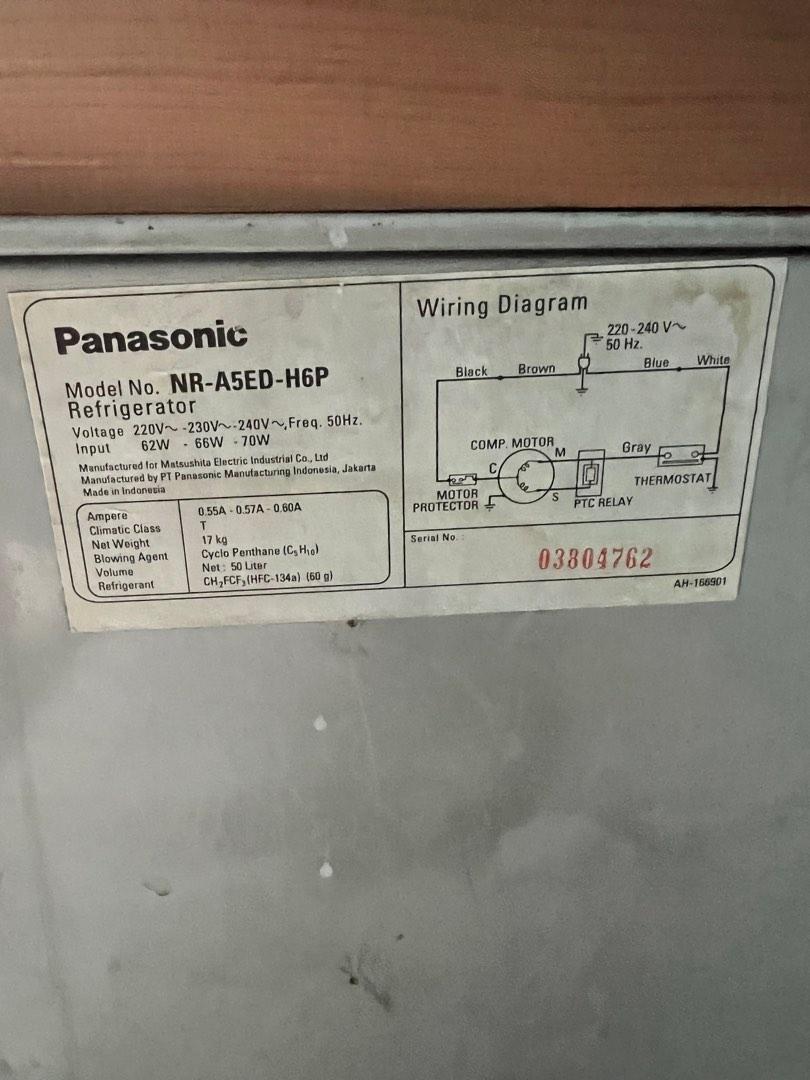 Panasonic
Model No. NR-A5ED-H6P
Refrigerator
Voltage 220V~ -230V~-240V~, Freq. 50Hz.
Input 62W - 66W - 70W
Manufactured for Matsushita Electric Industrial Co., Ltd
Manufactured by PT Panasonic Manufacturing Indonesia, Jakarta
Made in Indonesia
Ampere 0.55A - 0.57A - 0.60A
Climatic Class T
Net Weight 17 kg
Blowing Agent Cyclo Penthane (C₅H₁₀)
Volume Net : 50 Liter
Refrigerant CH₂FCF₃(HFC-134a) (60 g)
Wiring Diagram
220-240 V~
50 Hz.
Black Brown Blue White
COMP. MOTOR M Gray
C
THERMOSTAT
MOTOR
PROTECTOR
S PTC RELAY
Serial No. :
03804762
AH-166901